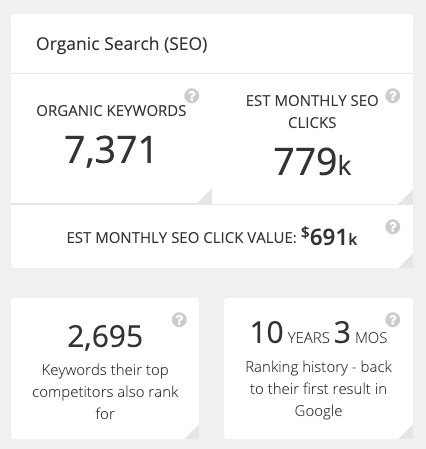 Organic Search (SEO)
ORGANIC KEYWORDS ?
7,371
EST MONTHLY SEO ?
CLICKS
779k
EST MONTHLY SEO CLICK VALUE: $691k ?
2,695 ?
Keywords their top
competitors also rank
for
10 YEARS 3 MOS ?
Ranking history - back
to their first result in
Google